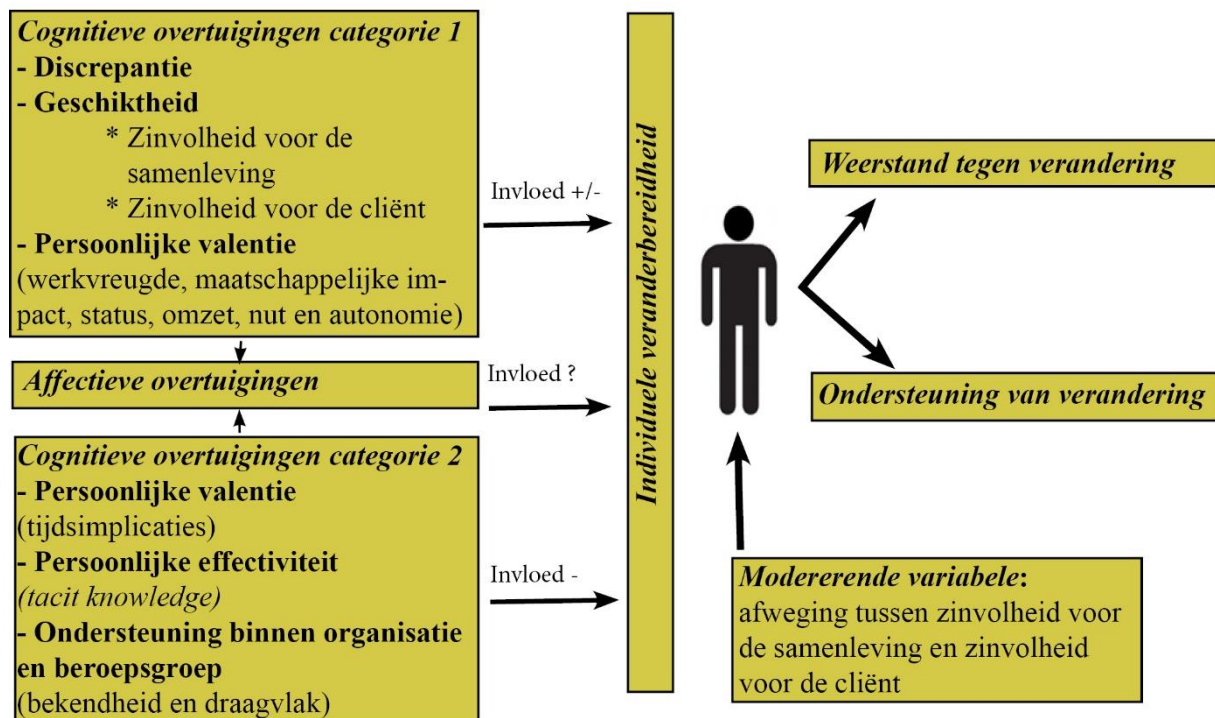 Cognitieve overtuigingen categorie 1
- Discrepantie
- Geschiktheid
* Zinvolheid voor de
samenleving
* Zinvolheid voor de cliënt
- Persoonlijke valentie
(werkvreugde, maatschappelijke im-
pact, status, omzet, nut en autonomie)
Invloed +/-
Affectieve overtuigingen
Invloed ?
Cognitieve overtuigingen categorie 2
- Persoonlijke valentie
(tijdsimplicaties)
- Persoonlijke effectiviteit
(tacit knowledge)
- Ondersteuning binnen organisatie
en beroepsgroep
(bekendheid en draagvlak)
Invloed -
Individuele veranderbereidheid
Weerstand tegen verandering
Ondersteuning van verandering
Modererende variabele:
afweging tussen zinvolheid voor
de samenleving en zinvolheid
voor de cliënt